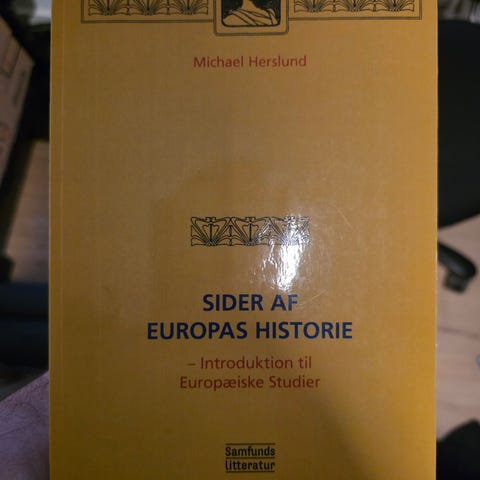 Michael Herslund
SIDER AF
EUROPAS HISTORIE
– Introduktion til
Europæiske Studier
Samfunds
litteratur